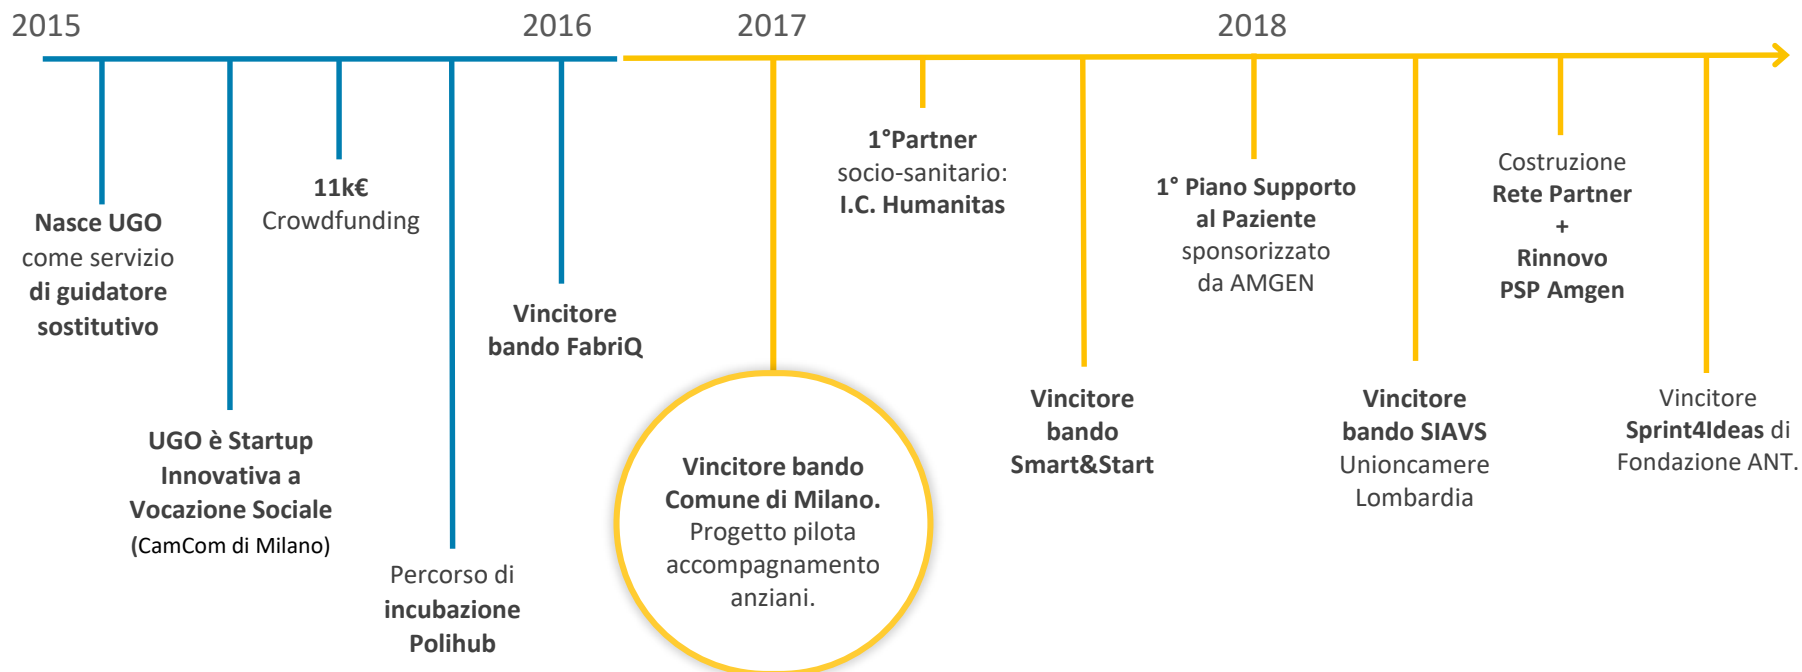 2015
2016
2017
2018
Nasce UGO
come servizio
di guidatore
sostitutivo
UGO è Startup
Innovativa a
Vocazione Sociale
(CamCom di Milano)
11k€
Crowdfunding
Percorso di
incubazione
Polihub
Vincitore
bando FabriQ
Vincitore bando
Comune di Milano.
Progetto pilota
accompagnamento
anziani.
1°Partner
socio-sanitario:
I.C. Humanitas
Vincitore
bando
Smart&Start
1° Piano Supporto
al Paziente
sponsorizzato
da AMGEN
Vincitore
bando SIAVS
Unioncamere
Lombardia
Costruzione
Rete Partner
+
Rinnovo
PSP Amgen
Vincitore
Sprint4Ideas di
Fondazione ANT.